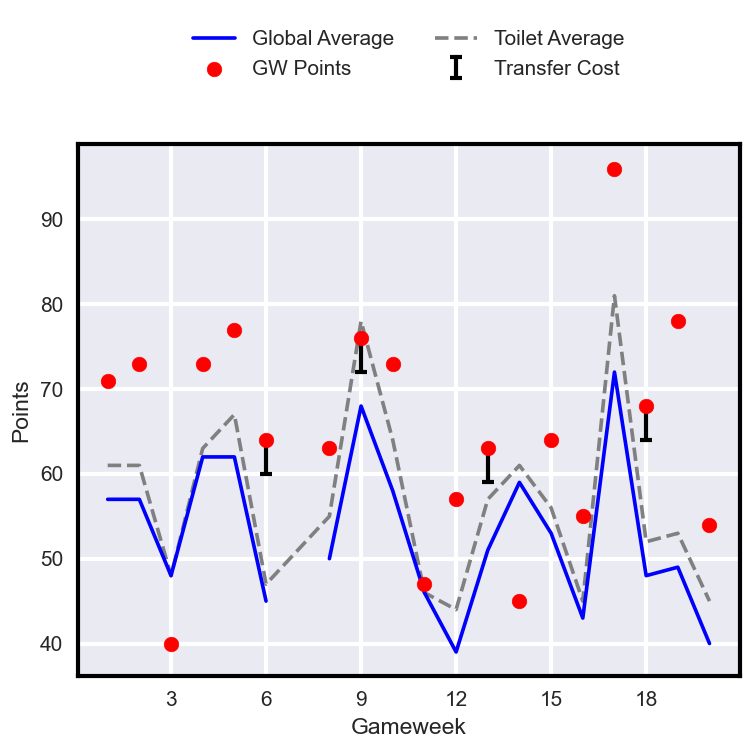 Global Average
Toilet Average
GW Points
Transfer Cost
Points
90
80
70
60
50
40
3 6 9 12 15 18
Gameweek